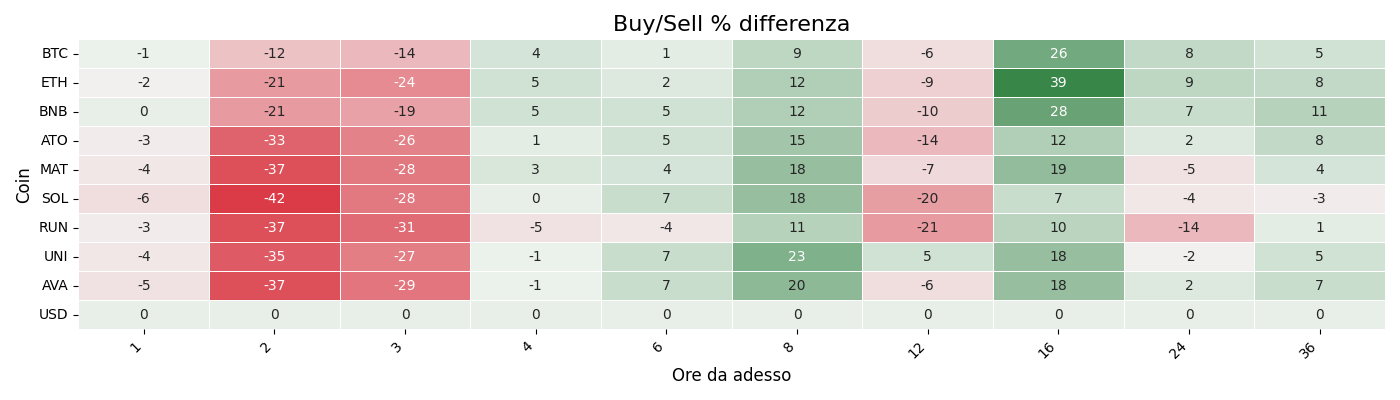 Buy/Sell % differenza
Coin
BTC -1 -12 -14 4 1 9 -6 26 8 5
ETH -2 -21 -24 5 2 12 -9 39 9 8
BNB 0 -21 -19 5 5 12 -10 28 7 11
ATO -3 -33 -26 1 5 15 -14 12 2 8
MAT -4 -37 -28 3 4 18 -7 19 -5 4
SOL -6 -42 -28 0 7 18 -20 7 -4 -3
RUN -3 -37 -31 -5 -4 11 -21 10 -14 1
UNI -4 -35 -27 -1 7 23 5 18 -2 5
AVA -5 -37 -29 -1 7 20 -6 18 2 7
USD 0 0 0 0 0 0 0 0 0 0
1 2 3 4 6 8 12 16 24 36
Ore da adesso